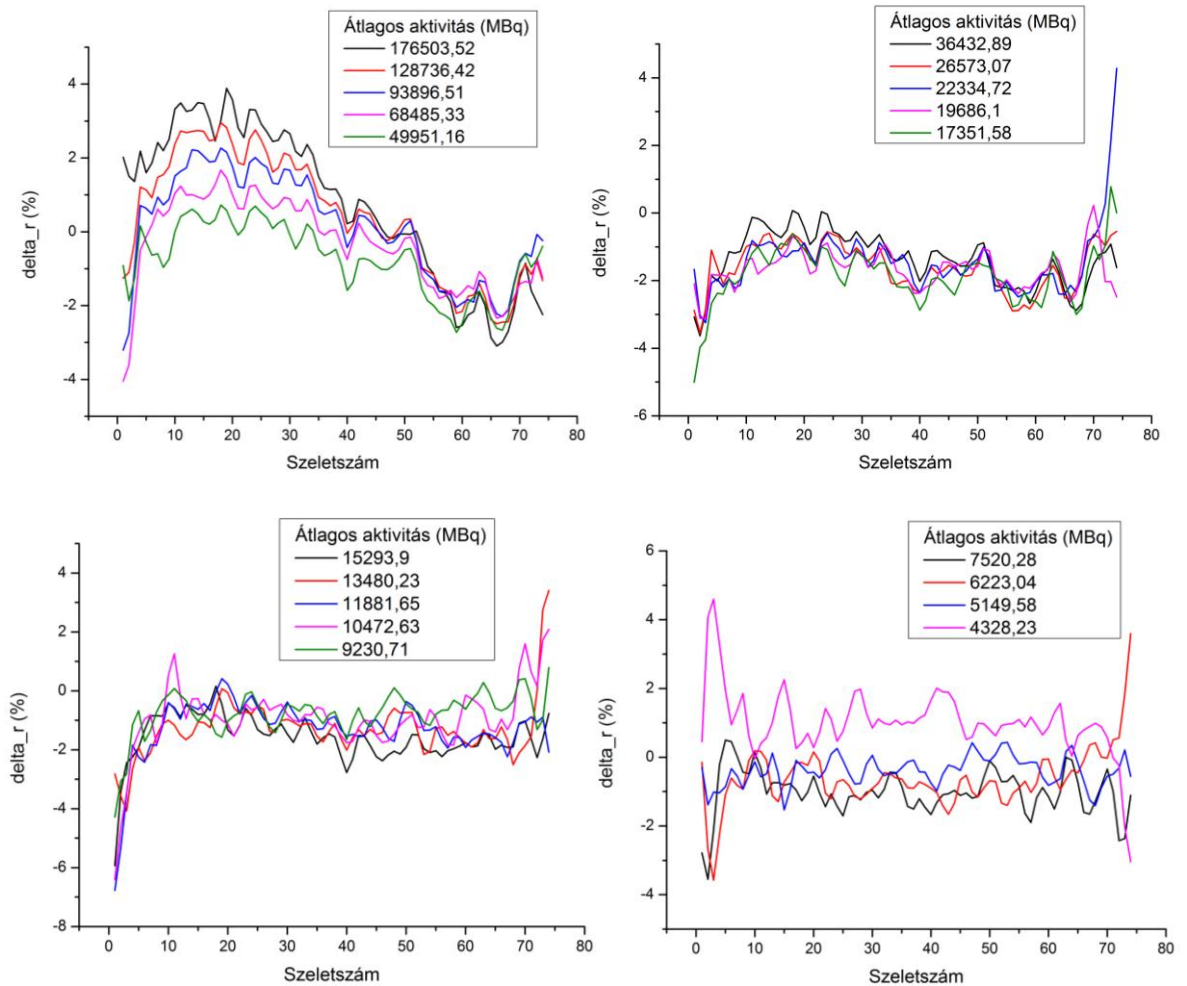 Átlagos aktivitás (MBq)
176503,52
128736,42
93896,51
68485,33
49951,16
4
2
0
-2
-4
delta_r (%)
0 10 20 30 40 50 60 70 80
Szeletszám
Átlagos aktivitás (MBq)
36432,89
26573,07
22334,72
19686,1
17351,58
4
2
0
-2
-4
-6
delta_r (%)
0 10 20 30 40 50 60 70 80
Szeletszám
Átlagos aktivitás (MBq)
15293,9
13480,23
11881,65
10472,63
9230,71
4
2
0
-2
-4
-6
-8
delta_r (%)
0 10 20 30 40 50 60 70 80
Szeletszám
Átlagos aktivitás (MBq)
7520,28
6223,04
5149,58
4328,23
6
4
2
0
-2
-4
delta_r (%)
0 10 20 30 40 50 60 70 80
Szeletszám